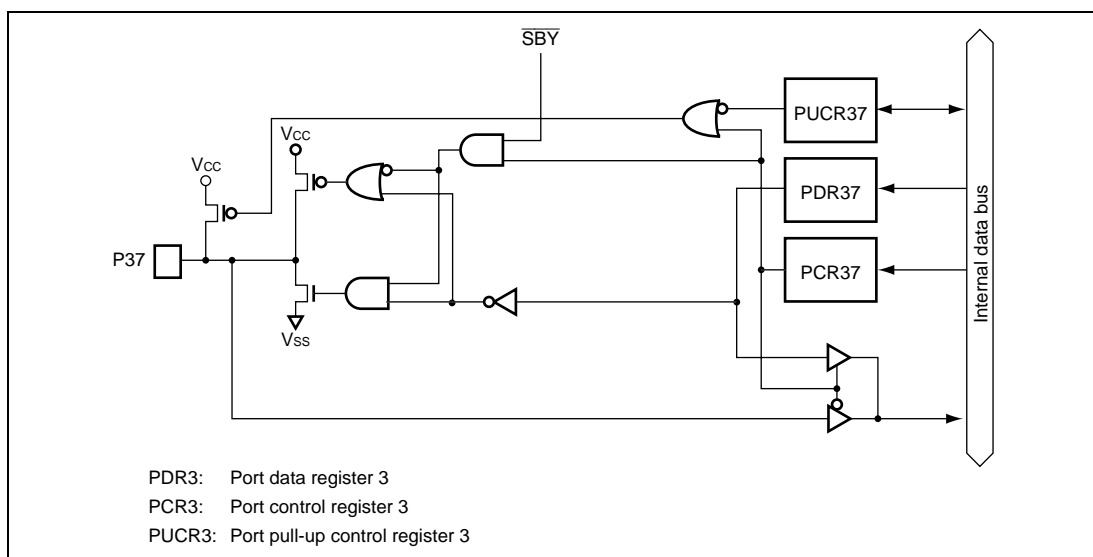 SBY
PUCR37
VCC
VCC
PDR37
P37
PCR37
Internal data bus
VSS
PDR3: Port data register 3
PCR3: Port control register 3
PUCR3: Port pull-up control register 3